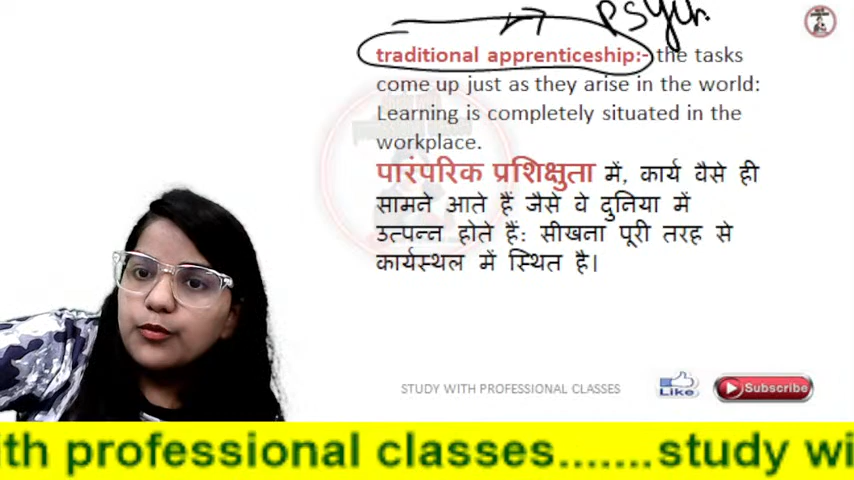 traditional apprenticeship:- the tasks
come up just as they arise in the world:
Learning is completely situated in the
workplace.
पारंपरिक प्रशिक्षुता में, कार्य वैसे ही
सामने आते हैं जैसे वे दुनिया में
उत्पन्न होते हैं: सीखना पूरी तरह से
कार्यस्थल में स्थित है।
STUDY WITH PROFESSIONAL CLASSES
Like
Subscribe
ith professional classes.......study wi